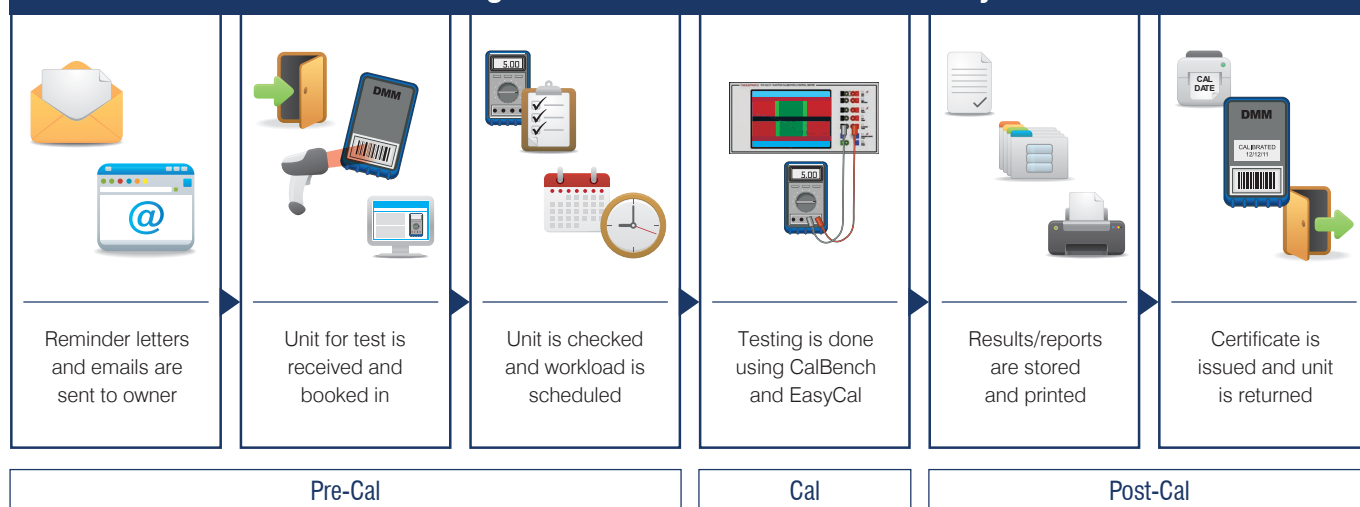 5.00
DMM
CAL
DATE
DMM
CALIBRATED
12/12/11
@
5.00
Reminder letters
and emails are
sent to owner
Unit for test is
received and
booked in
Unit is checked
and workload is
scheduled
Testing is done
using CalBench
and EasyCal
Results/reports
are stored
and printed
Certificate is
issued and unit
is returned
Pre-Cal
Cal
Post-Cal